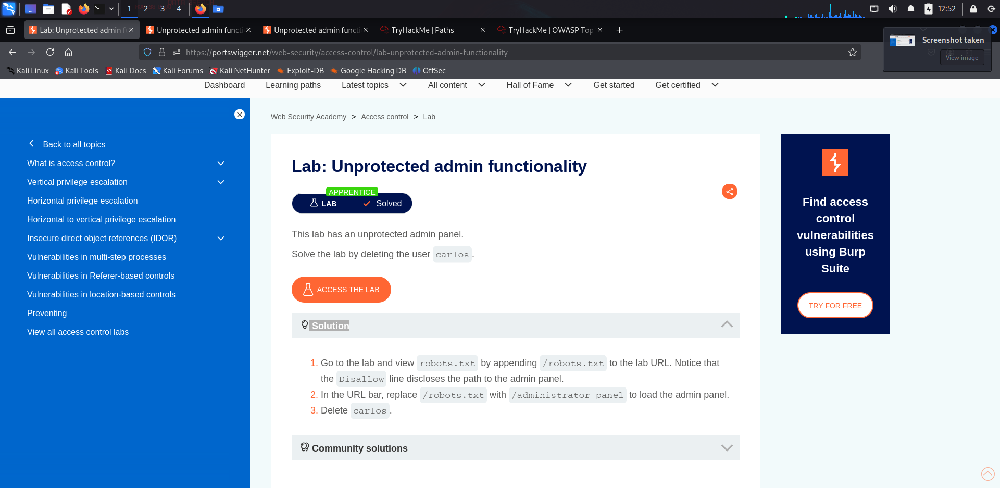 1 2 3 4
12:52
Lab: Unprotected admin f
Unprotected admin functi
Unprotected admin functi
TryHackMe | Paths
TryHackMe | OWASP Top
Screenshot taken
View image
https://portswigger.net/web-security/access-control/lab-unprotected-admin-functionality
Kali Linux Kali Tools Kali Docs Kali Forums Kali NetHunter Exploit-DB Google Hacking DB OffSec
Dashboard Learning paths Latest topics All content Hall of Fame Get started Get certified
Back to all topics
What is access control?
Vertical privilege escalation
Horizontal privilege escalation
Horizontal to vertical privilege escalation
Insecure direct object references (IDOR)
Vulnerabilities in multi-step processes
Vulnerabilities in Referer-based controls
Vulnerabilities in location-based controls
Preventing
View all access control labs
Web Security Academy > Access control > Lab
Lab: Unprotected admin functionality
APPRENTICE
LAB Solved
This lab has an unprotected admin panel.
Solve the lab by deleting the user carlos.
ACCESS THE LAB
Solution
1. Go to the lab and view robots.txt by appending /robots.txt to the lab URL. Notice that
the Disallow line discloses the path to the admin panel.
2. In the URL bar, replace /robots.txt with /administrator-panel to load the admin panel.
3. Delete carlos.
Community solutions
Find access
control
vulnerabilities
using Burp
Suite
TRY FOR FREE